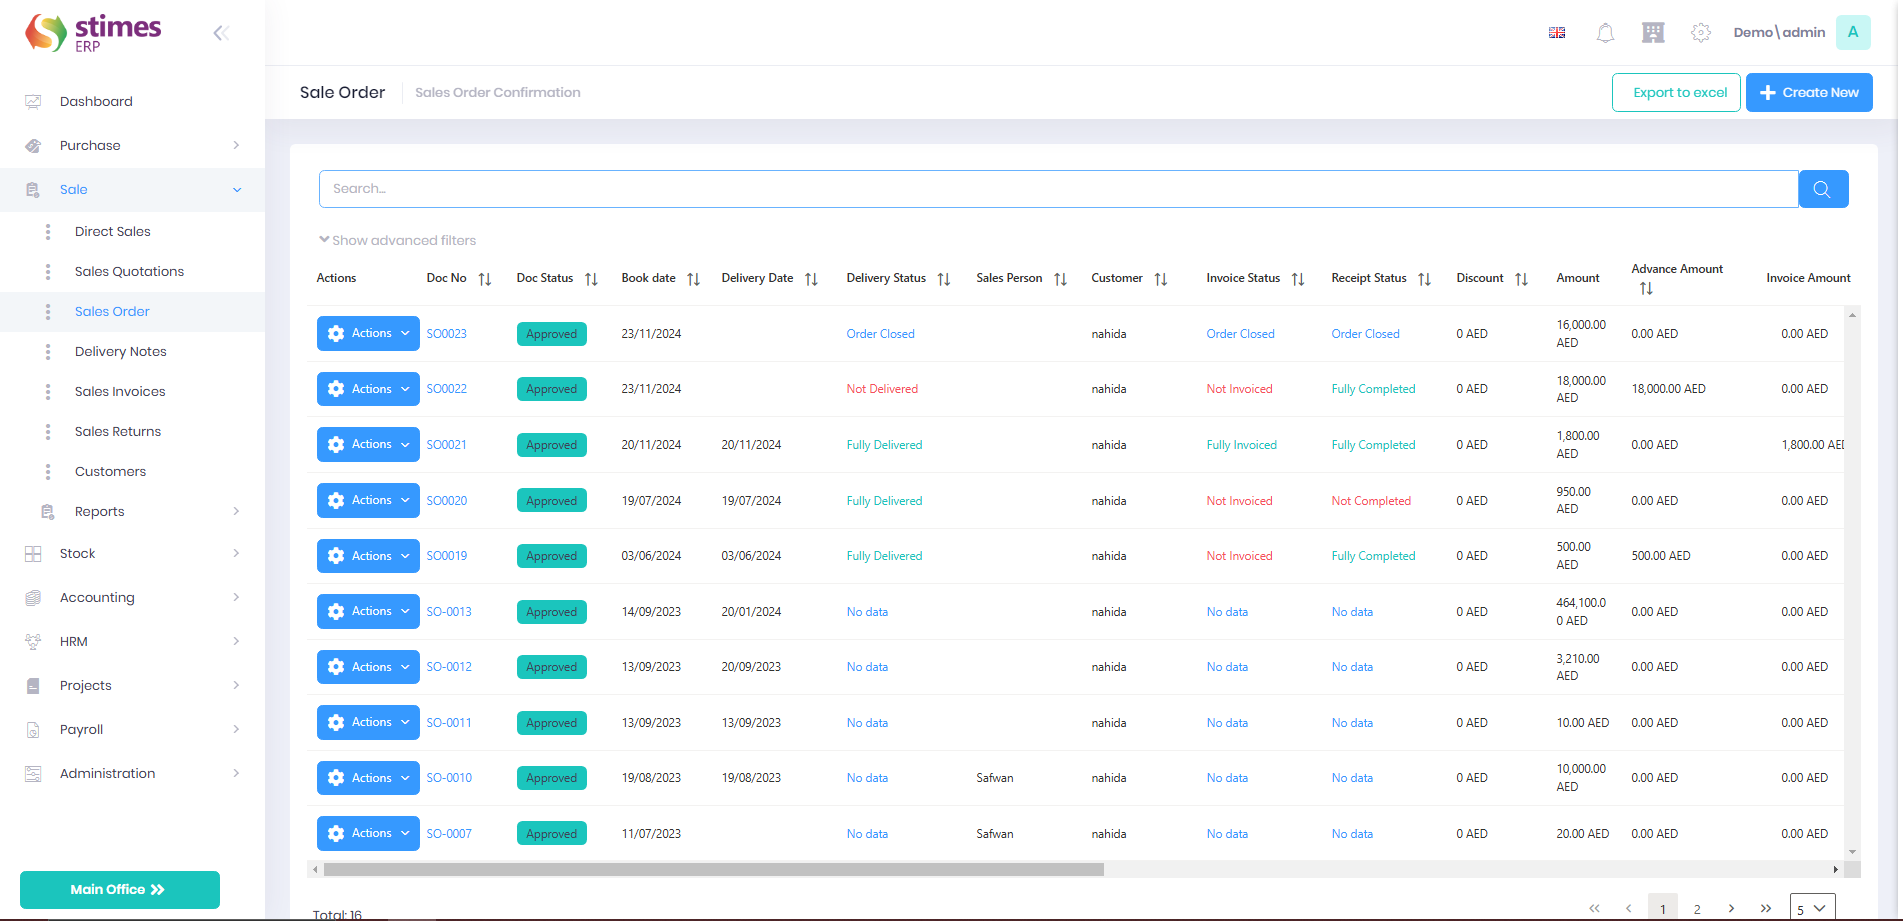 stimes
ERP
Demo\admin
A
Sale Order
Sales Order Confirmation
Export to excel
Create New
Dashboard
Purchase
Sale
Direct Sales
Sales Quotations
Sales Order
Delivery Notes
Sales Invoices
Sales Returns
Customers
Reports
Stock
Accounting
HRM
Projects
Payroll
Administration
Main Office
Search...
Show advanced filters
Actions Doc No Doc Status Book date Delivery Date Delivery Status Sales Person Customer Invoice Status Receipt Status Discount Amount Advance Amount Invoice Amount
Actions SO0023 Approved 23/11/2024 Order Closed nahida Order Closed Order Closed 0 AED 16,000.00 AED 0.00 AED 0.00 AED
Actions SO0022 Approved 23/11/2024 Not Delivered nahida Not Invoiced Fully Completed 0 AED 18,000.00 AED 18,000.00 AED 0.00 AED
Actions SO0021 Approved 20/11/2024 20/11/2024 Fully Delivered nahida Fully Invoiced Fully Completed 0 AED 1,800.00 AED 0.00 AED 1,800.00 AED
Actions SO0020 Approved 19/07/2024 19/07/2024 Fully Delivered nahida Not Invoiced Not Completed 0 AED 950.00 AED 0.00 AED 0.00 AED
Actions SO0019 Approved 03/06/2024 03/06/2024 Fully Delivered nahida Not Invoiced Fully Completed 0 AED 500.00 AED 500.00 AED 0.00 AED
Actions SO-0013 Approved 14/09/2023 20/01/2024 No data nahida No data No data 0 AED 464,100.00 AED 0.00 AED 0.00 AED
Actions SO-0012 Approved 13/09/2023 20/09/2023 No data nahida No data No data 0 AED 3,210.00 AED 0.00 AED 0.00 AED
Actions SO-0011 Approved 13/09/2023 13/09/2023 No data nahida No data No data 0 AED 10.00 AED 0.00 AED 0.00 AED
Actions SO-0010 Approved 19/08/2023 19/08/2023 No data Safwan nahida No data No data 0 AED 10,000.00 AED 0.00 AED 0.00 AED
Actions SO-0007 Approved 11/07/2023 No data Safwan nahida No data No data 0 AED 20.00 AED 0.00 AED 0.00 AED
Total: 16
1 2 5